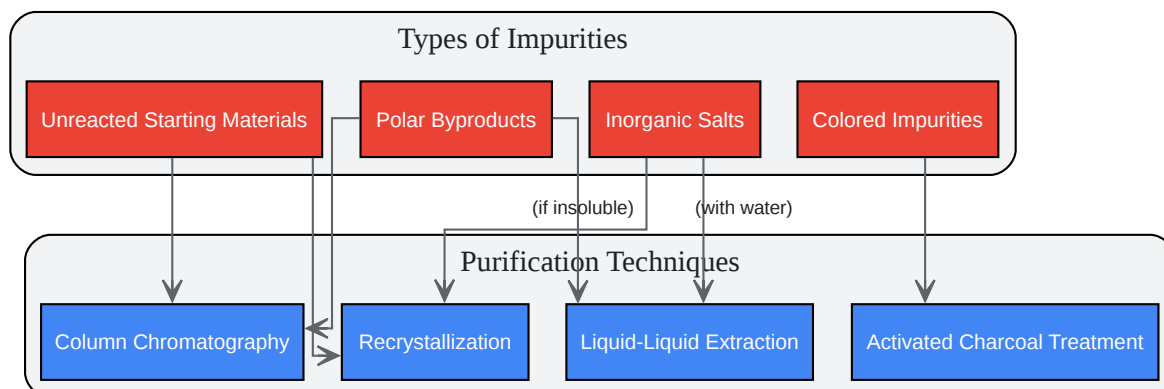 Types of Impurities
Unreacted Starting Materials
Polar Byproducts
Inorganic Salts
Colored Impurities
(if insoluble)
(with water)
Purification Techniques
Column Chromatography
Recrystallization
Liquid-Liquid Extraction
Activated Charcoal Treatment